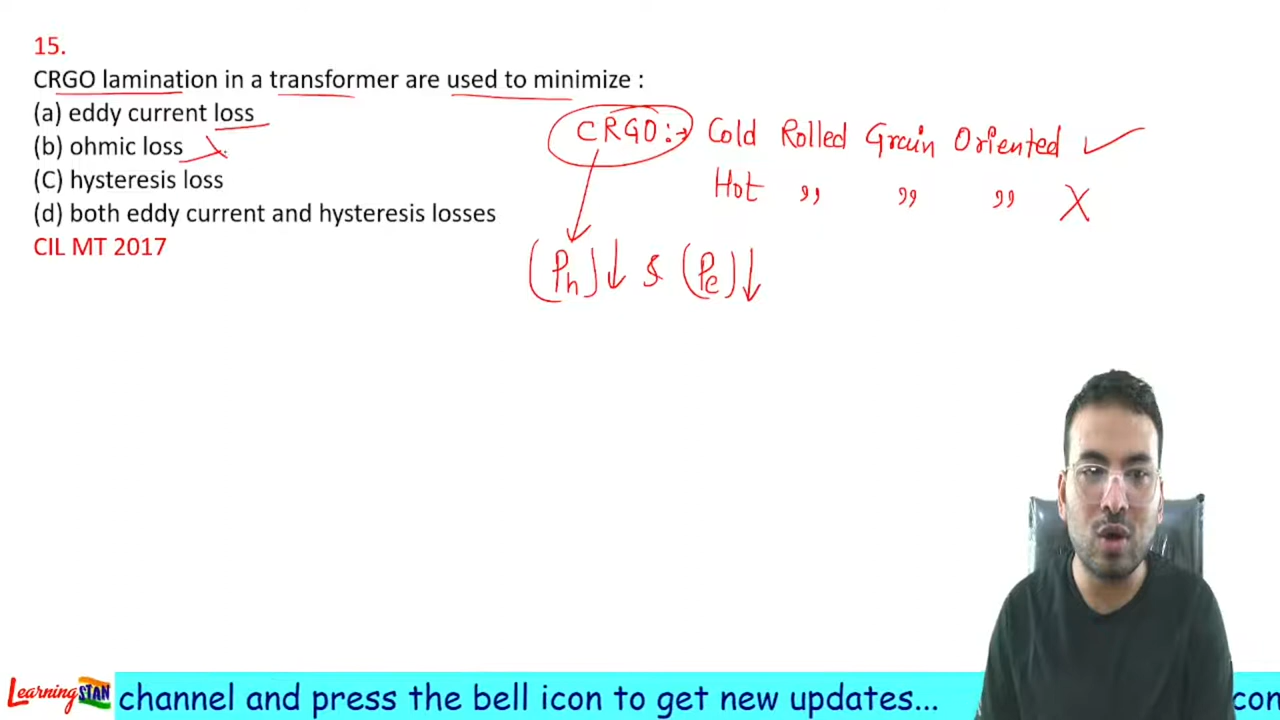 15.
CRGO lamination in a transformer are used to minimize :
(a) eddy current loss
(b) ohmic loss
(C) hysteresis loss
(d) both eddy current and hysteresis losses
CIL MT 2017
CRGO :→ Cold Rolled Grain Oriented ✓
Hot ,, ,, ,, X
(Ph)↓ & (Pe)↓
LearningSTAN
channel and press the bell icon to get new updates...
con